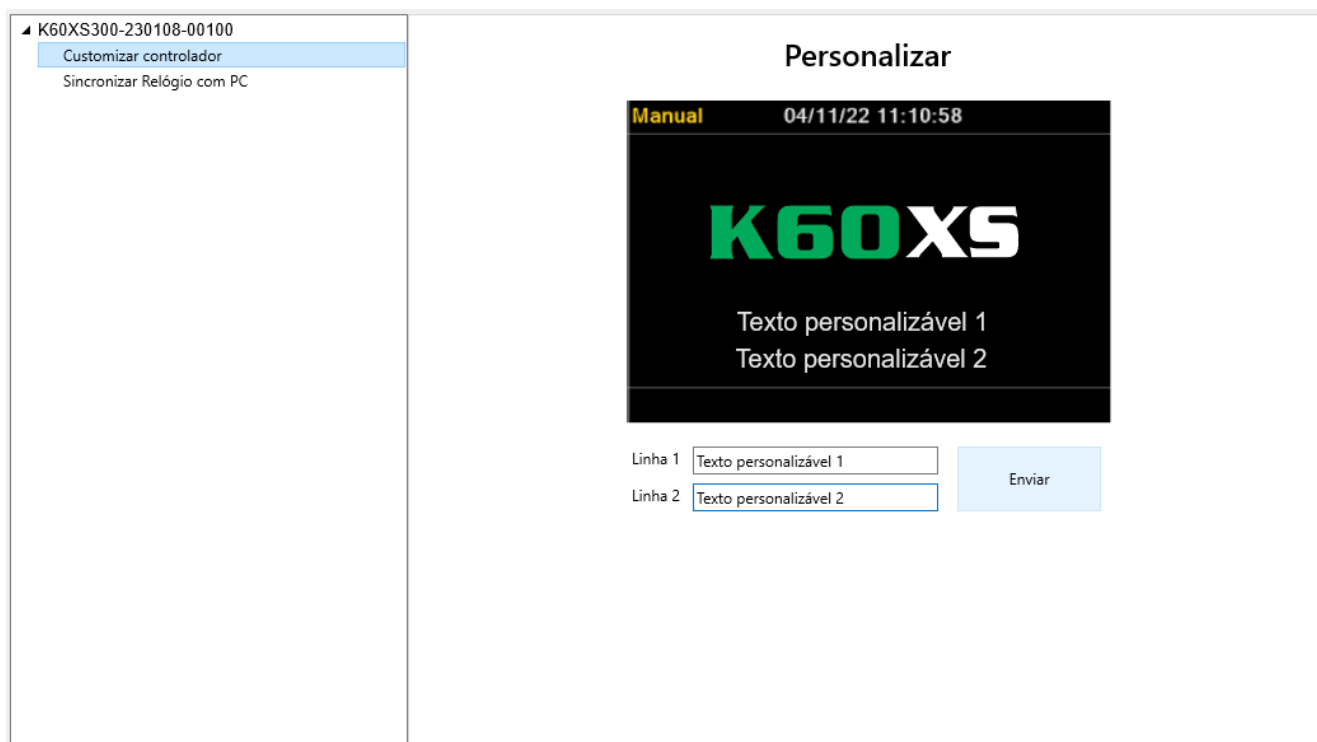 K60XS300-230108-00100
Customizar controlador
Sincronizar Relógio com PC
Personalizar
Manual 04/11/22 11:10:58
K60XS
Texto personalizável 1
Texto personalizável 2
Linha 1 Texto personalizável 1
Linha 2 Texto personalizável 2
Enviar